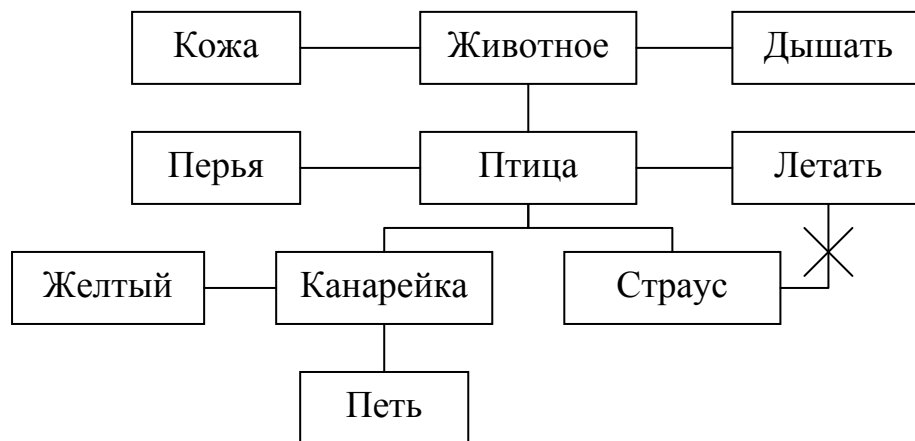 Кожа
Животное
Дышать
Перья
Птица
Летать
Желтый
Канарейка
Страус
Петь